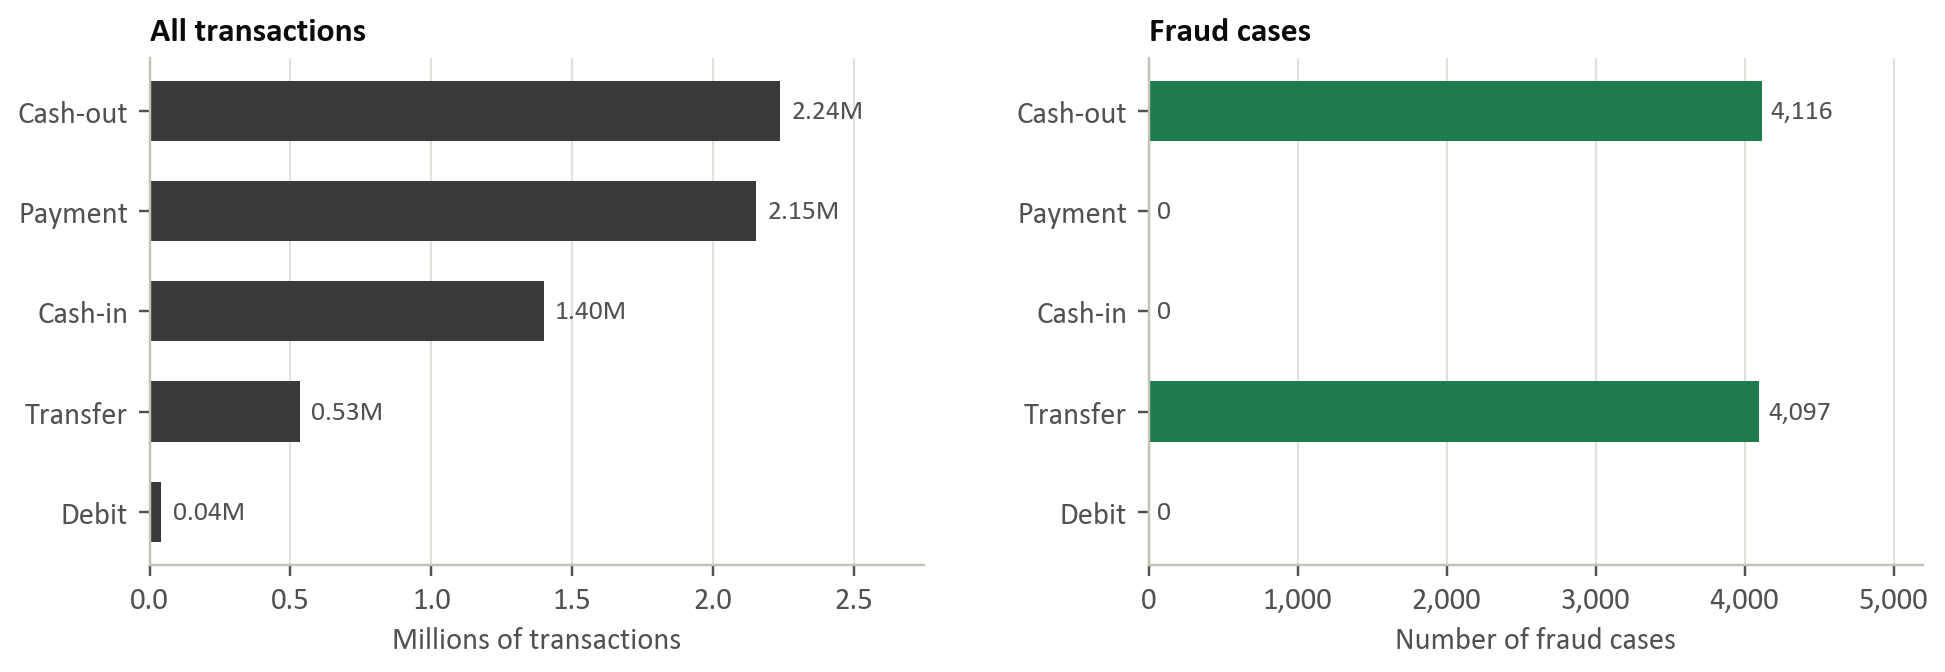 All transactions
Cash-out
2.24M
Payment
2.15M
Cash-in
1.40M
Transfer
0.53M
Debit
0.04M
0.0 0.5 1.0 1.5 2.0 2.5
Millions of transactions
Fraud cases
Cash-out
4,116
Payment
0
Cash-in
0
Transfer
4,097
Debit
0
0 1,000 2,000 3,000 4,000 5,000
Number of fraud cases